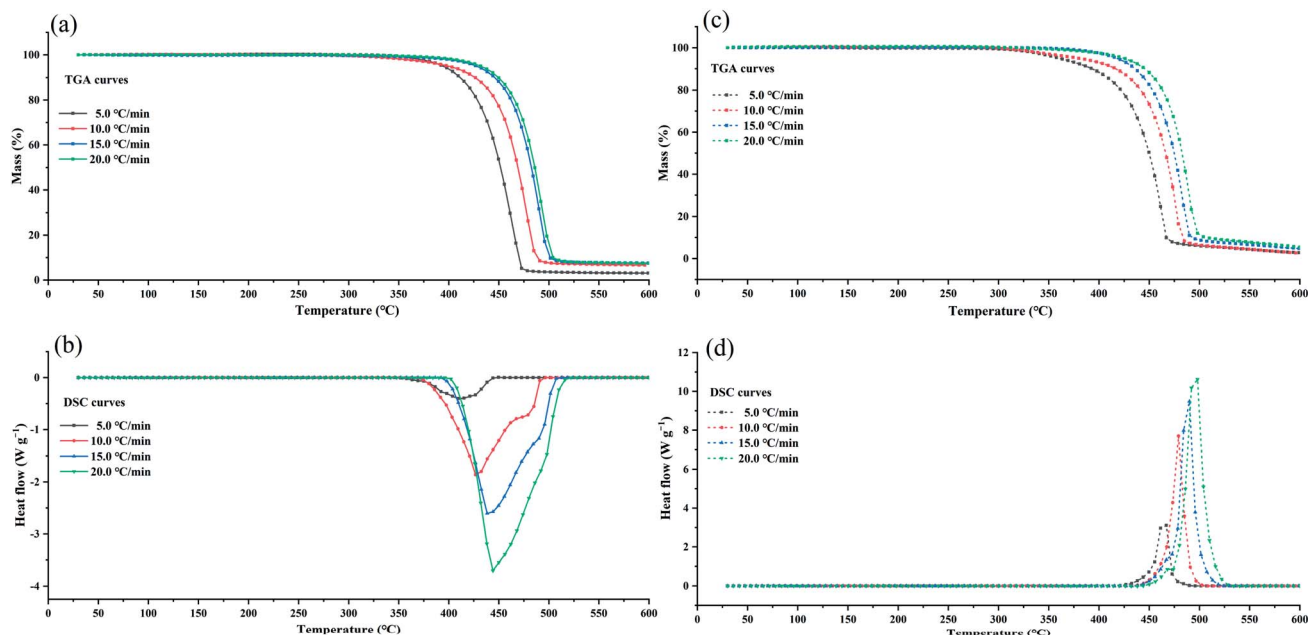 (a)
TGA curves
5.0 ℃/min
10.0 ℃/min
15.0 ℃/min
20.0 ℃/min
Mass (%)
100
80
60
40
20
0
0 50 100 150 200 250 300 350 400 450 500 550 600
Temperature (℃)
(c)
TGA curves
5.0 ℃/min
10.0 ℃/min
15.0 ℃/min
20.0 ℃/min
Mass (%)
100
80
60
40
20
0
0 50 100 150 200 250 300 350 400 450 500 550 600
Temperature (℃)
(b)
DSC curves
5.0 ℃/min
10.0 ℃/min
15.0 ℃/min
20.0 ℃/min
Heat flow (W g⁻¹)
0
−1
−2
−3
−4
0 50 100 150 200 250 300 350 400 450 500 550 600
Temperature (℃)
(d)
DSC curves
5.0 ℃/min
10.0 ℃/min
15.0 ℃/min
20.0 ℃/min
Heat flow (W g⁻¹)
12
10
8
6
4
2
0
0 50 100 150 200 250 300 350 400 450 500 550 600
Temperature (℃)